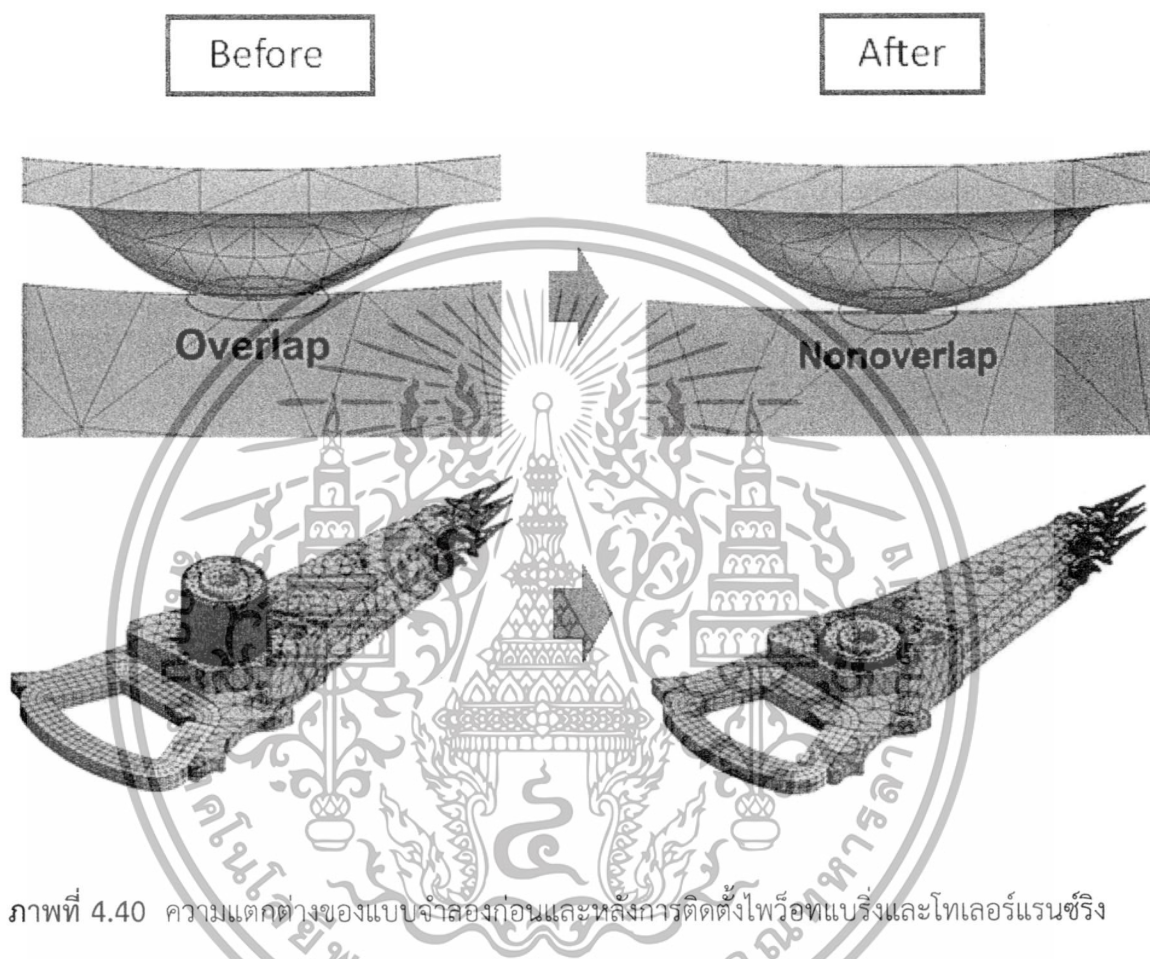 Before
After
Overlap
Nonoverlap
ภาพที่ 4.40 ความแตกต่างของแบบจำลองก่อนและหลังการติดตั้งไพว็อทแบริ่งและโทเลอร์แรนซ์ริง